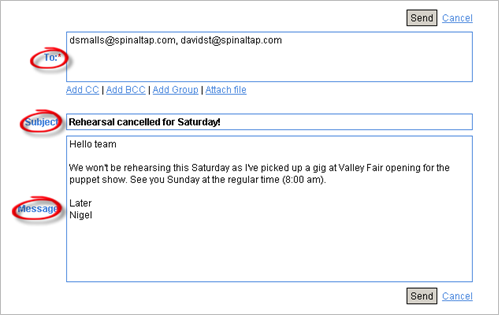 Send Cancel
To:* dsmalls@spinaltap.com, davidst@spinaltap.com
Add CC | Add BCC | Add Group | Attach file
Subject Rehearsal cancelled for Saturday!
Hello team
We won't be rehearsing this Saturday as I've picked up a gig at Valley Fair opening for the
puppet show. See you Sunday at the regular time (8:00 am).
Message
Later
Nigel
Send Cancel